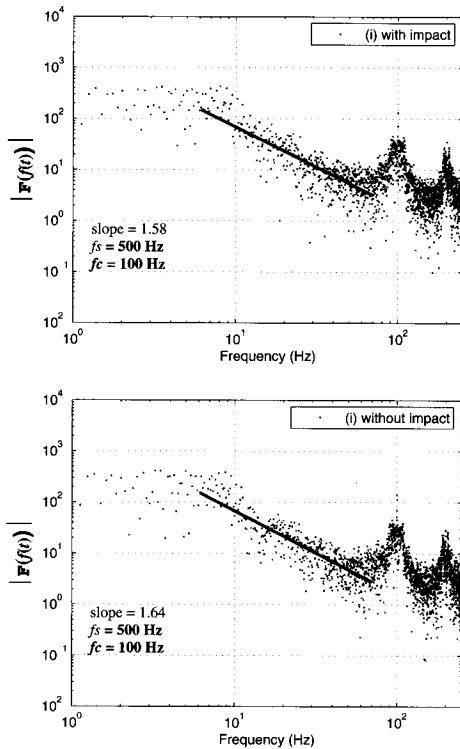 10^4
(i) with impact
10^3
10^2
10^1
10^0
10^1
10^2
|F(f(t))|
slope = 1.58
fs = 500 Hz
fc = 100 Hz
10^0 10^1 10^2
Frequency (Hz)
10^4
(i) without impact
10^3
10^2
10^1
10^0
10^1
10^2
|F(f(t))|
slope = 1.64
fs = 500 Hz
fc = 100 Hz
10^0 10^1 10^2
Frequency (Hz)